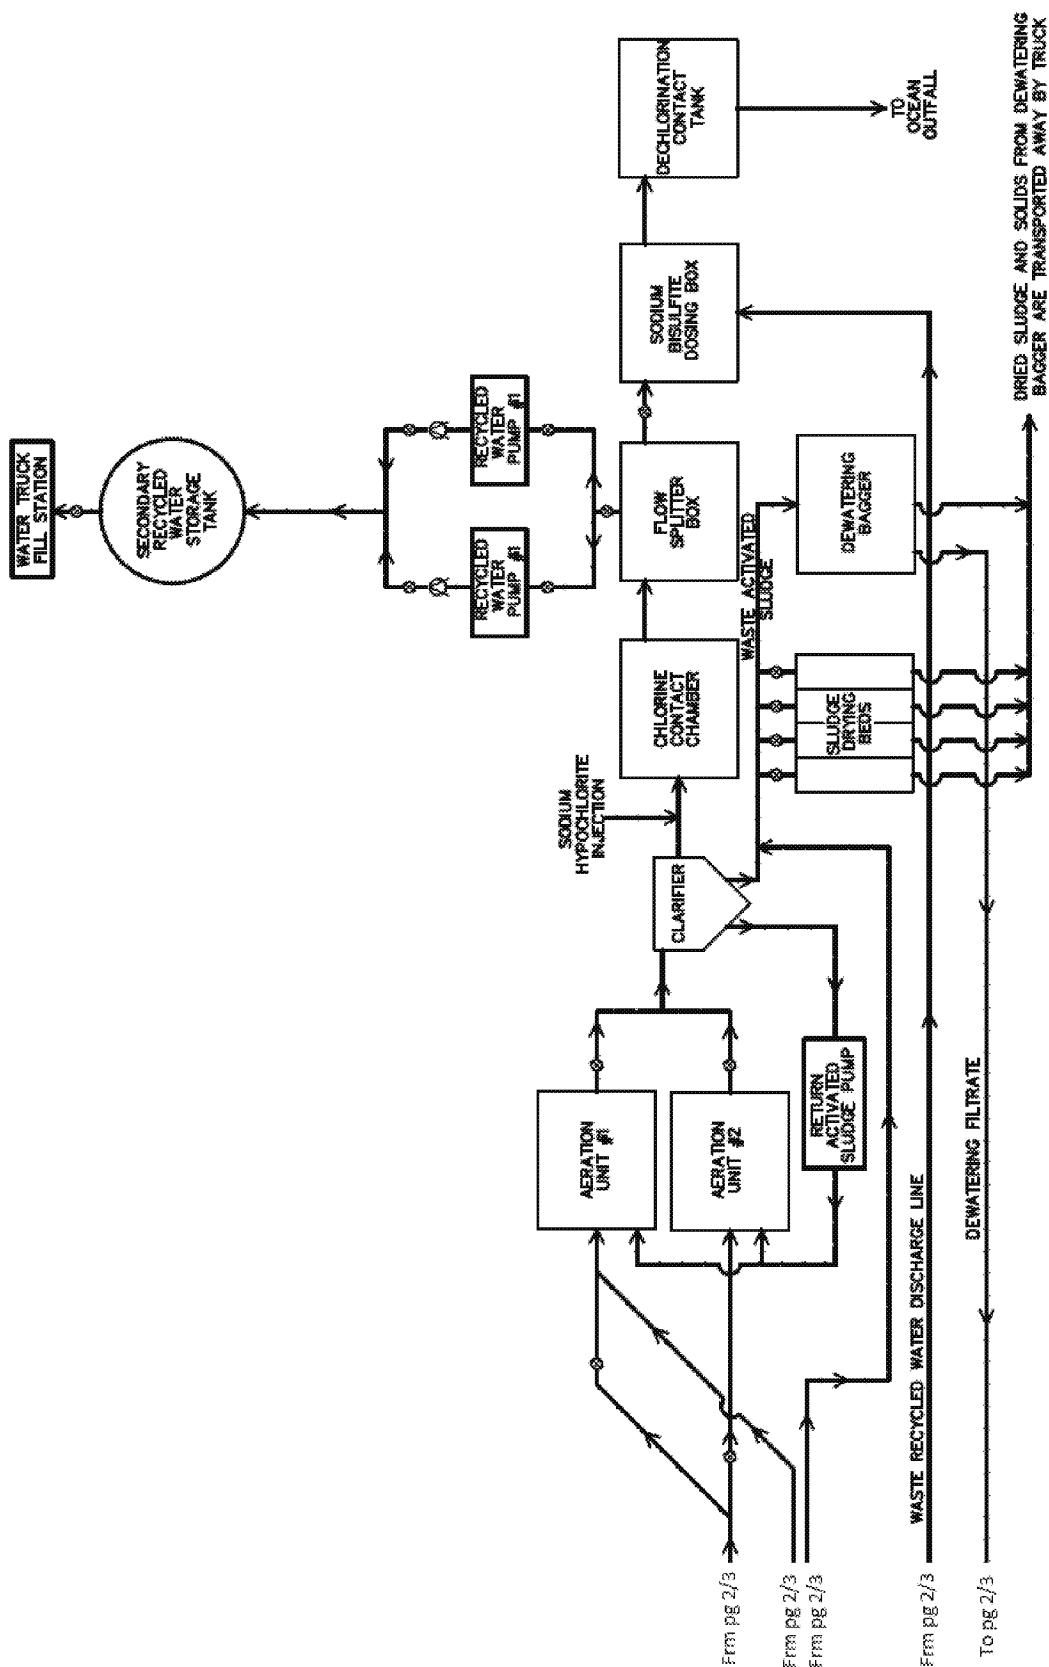 WATER TRUCK
FILL STATION
SECONDARY
RECYCLED
WATER
STORAGE
TANK
RECYCLED
WATER
PUMP #1
RECYCLED
WATER
PUMP #1
SODIUM
HYPOCHLORITE
INJECTION
AERATION
UNIT #1
AERATION
UNIT #2
CLARIFIER
CHLORINE
CONTACT
CHAMBER
FLOW
SPLITTER
BOX
SODIUM
BISULFITE
DOSING BOX
DECHLORINATION
CONTACT
TANK
TO
OCEAN
OUTFALL
WASTE ACTIVATED
SLUDGE
RETURN
ACTIVATED
SLUDGE PUMP
SLUDGE
DRYING
BEDS
DEWATERING
BAGGER
Frm pg 2/3
Frm pg 2/3
Frm pg 2/3
WASTE RECYCLED WATER DISCHARGE LINE
Frm pg 2/3
DEWATERING FILTRATE
To pg 2/3
DRIED SLUDGE AND SOLIDS FROM DEWATERING
BAGGER ARE TRANSPORTED AWAY BY TRUCK